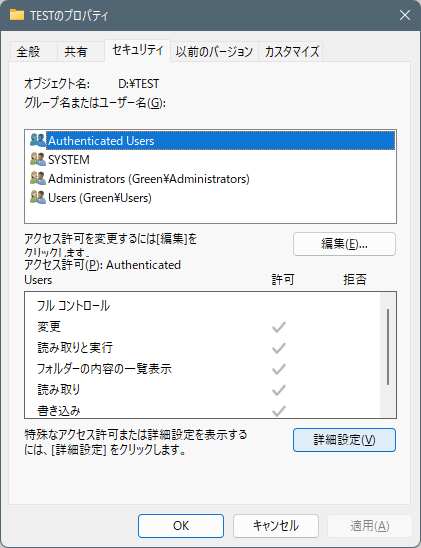 TESTのプロパティ
全般 共有 セキュリティ 以前のバージョン カスタマイズ
オブジェクト名: D:¥TEST
グループ名またはユーザー名(G):
Authenticated Users
SYSTEM
Administrators (Green¥Administrators)
Users (Green¥Users)
アクセス許可を変更するには[編集]を
クリックします。
編集(E)...
アクセス許可(P): Authenticated
Users 許可 拒否
フル コントロール
変更
読み取りと実行
フォルダーの内容の一覧表示
読み取り
書き込み
特殊なアクセス許可または詳細設定を表示する
には、[詳細設定] をクリックします。
詳細設定(V)
OK キャンセル 適用(A)